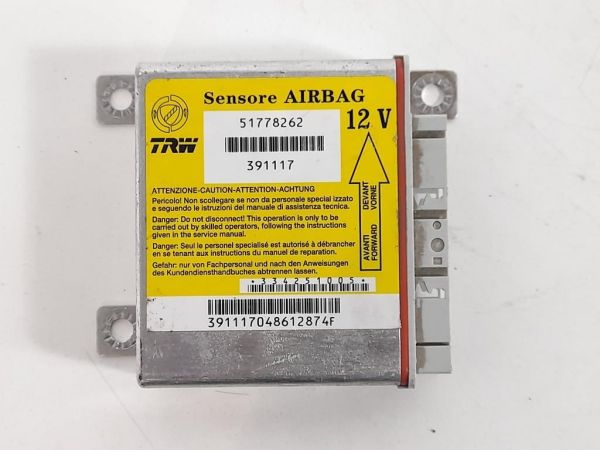 Sensore AIRBAG
51778262
12 V
TRW
391117
ATTENZIONE-CAUTION-ATTENTION-ACHTUNG
Pericolo! Non scollegare se non da personale special izzato
e seguendo le istruzioni del manuale di assistenza tecnica.
Danger: Do not disconnect! This operation is only to be
carried out by skilled operators, following the instructions
given in the service manual.
Danger: Seul le personel specialisé est autorisé à débrancher
en se tenant aux instructions du manuel de reparation.
Gefahr: nur von Fachpersonal und nach den Anweisungen
des Kundendiensthandbuches abtrennen lassen.
AVANTI DEVANT
FORWARD VORNE
*334251005*
391117048612874F